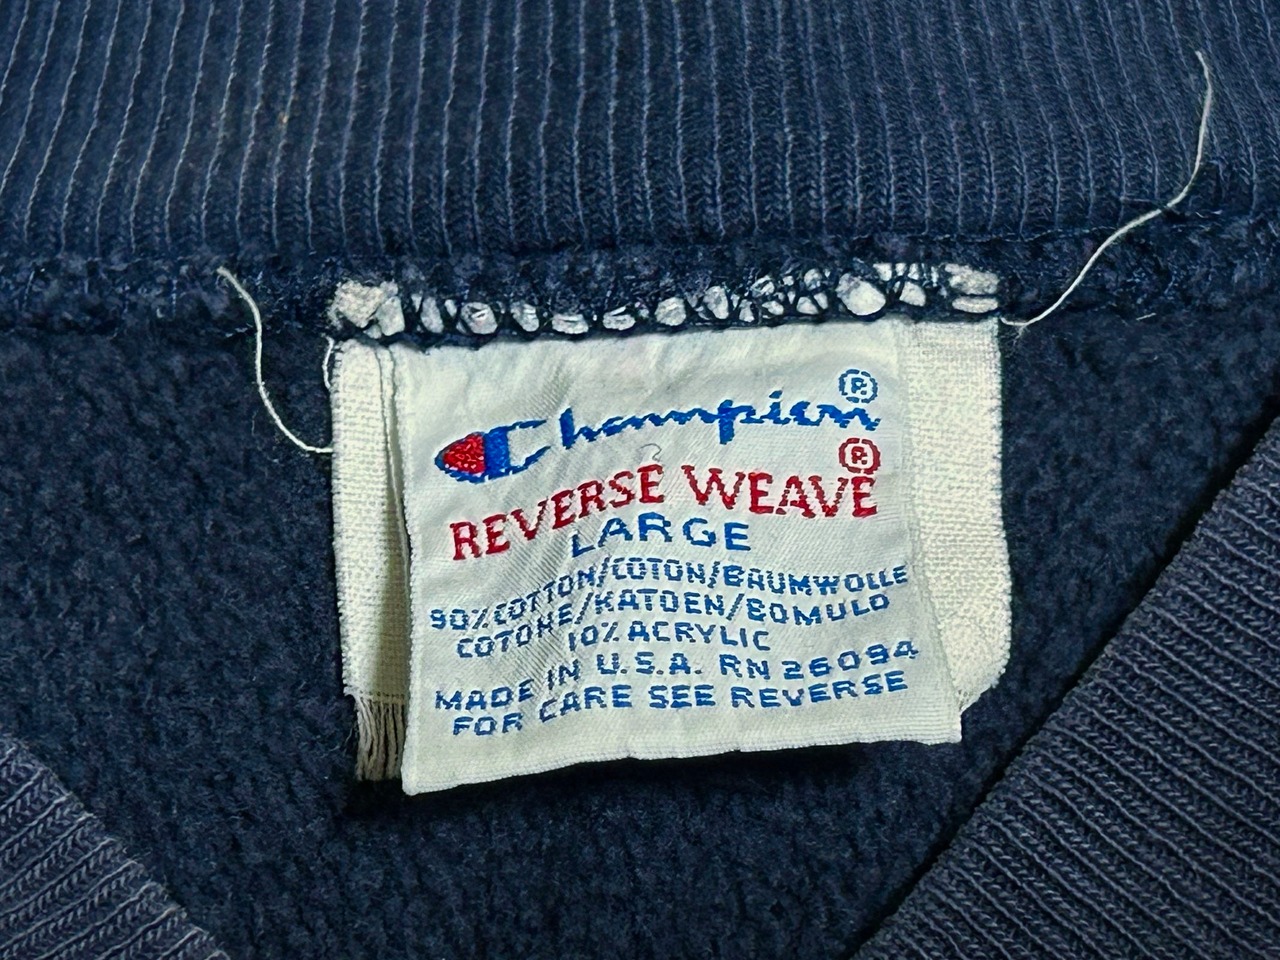 Champion®
REVERSE WEAVE®
LARGE
90% COTTON/COTON/BAUMWOLLE
COTONE/KATOEN/BOMULD
10% ACRYLIC
MADE IN U.S.A. RN 26094
FOR CARE SEE REVERSE